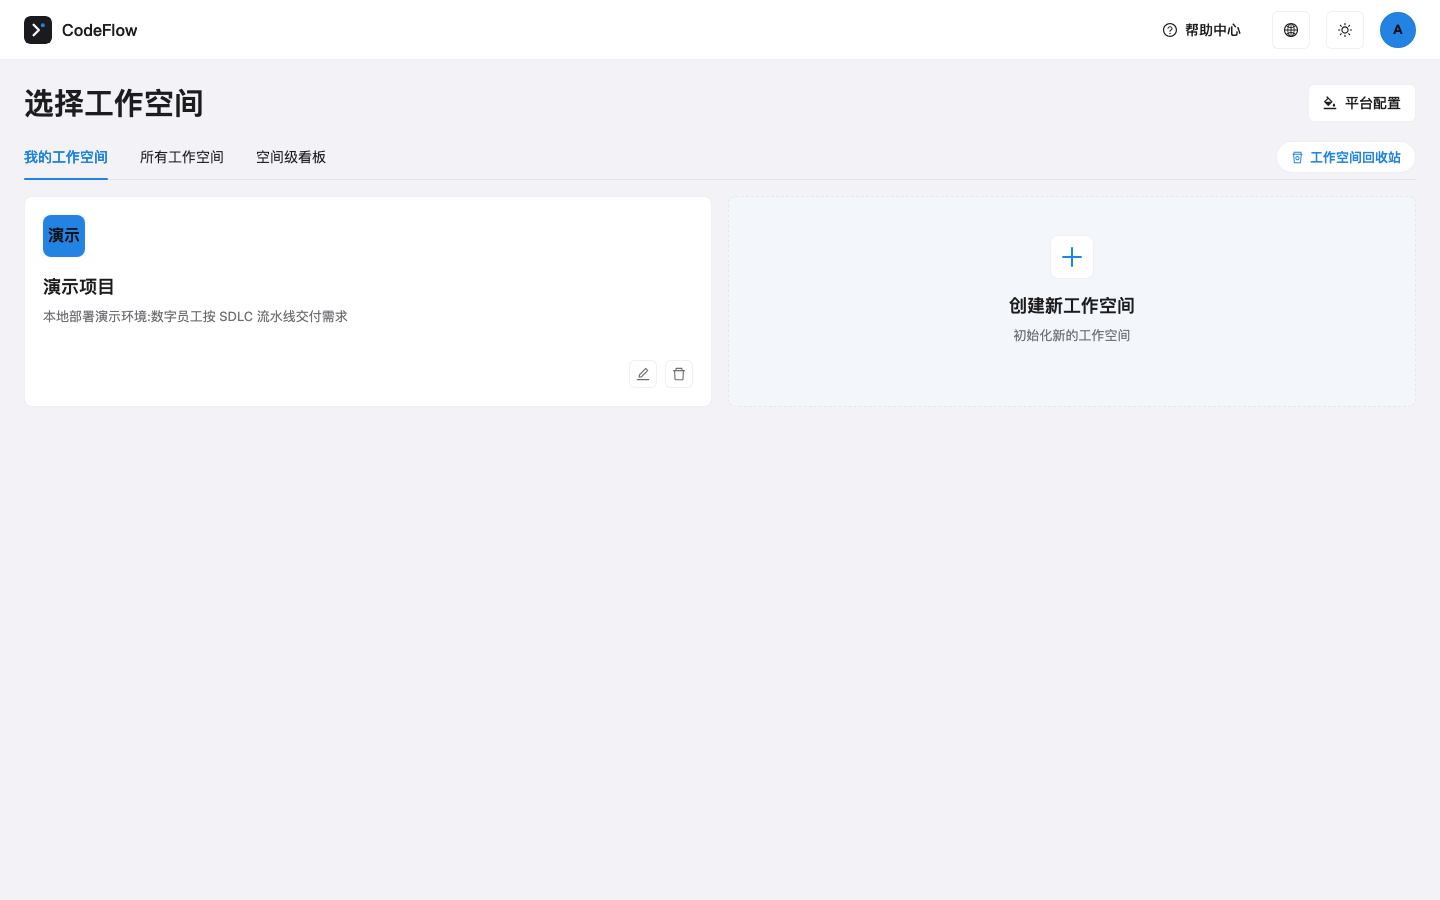 CodeFlow
帮助中心
A
选择工作空间
平台配置
我的工作空间
所有工作空间
空间级看板
工作空间回收站
演示
演示项目
本地部署演示环境:数字员工按 SDLC 流水线交付需求
创建新工作空间
初始化新的工作空间